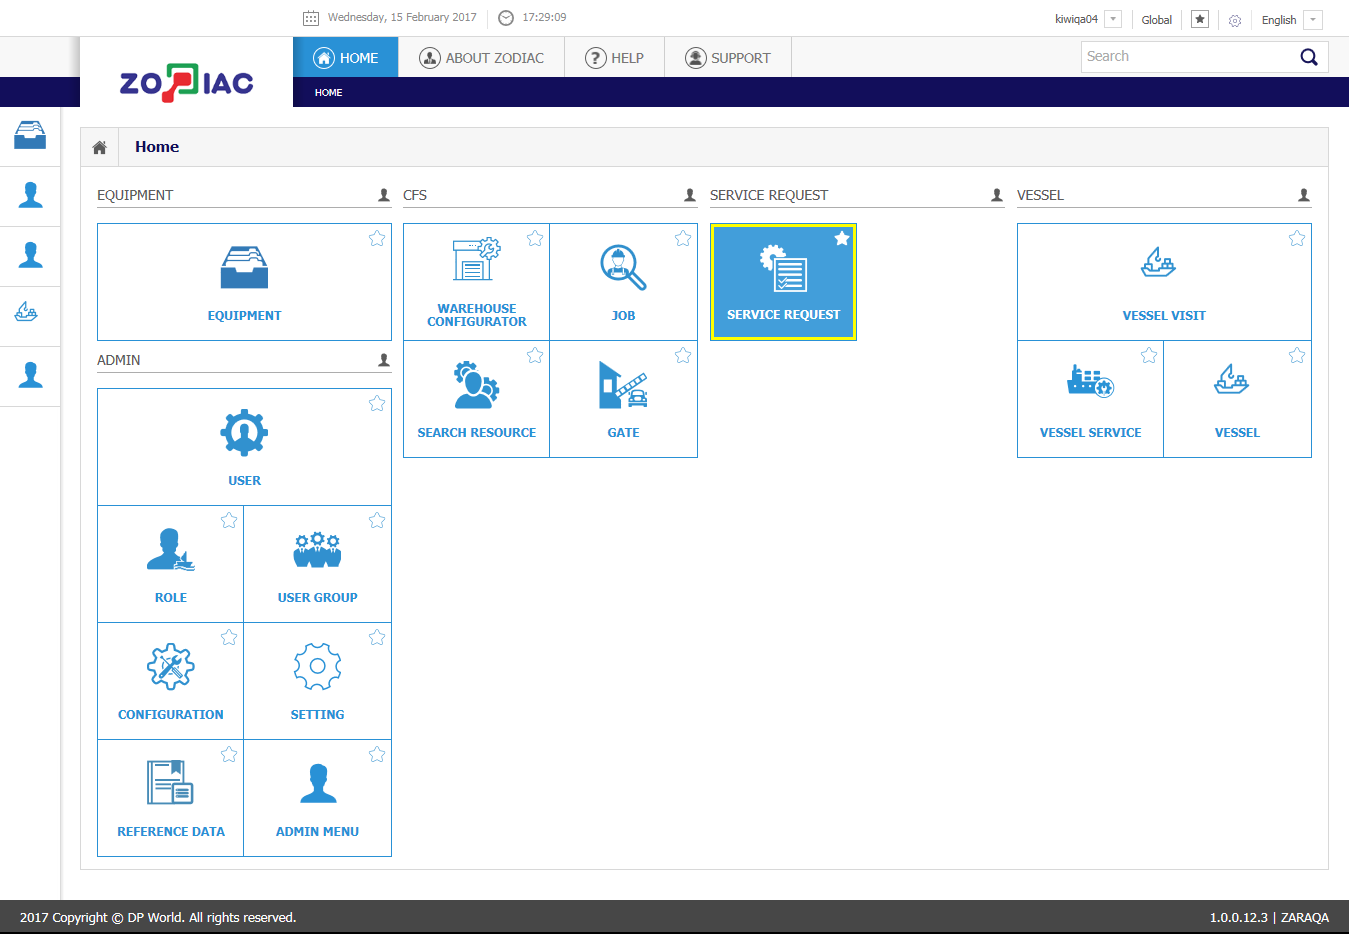 Wednesday, 15 February 2017
17:29:09
kiwiqa04
Global
English
ZODIAC
HOME
ABOUT ZODIAC
? HELP
SUPPORT
Search
HOME
Home
EQUIPMENT
CFS
SERVICE REQUEST
VESSEL
EQUIPMENT
WAREHOUSE
CONFIGURATOR
JOB
SERVICE REQUEST
VESSEL VISIT
ADMIN
SEARCH RESOURCE
GATE
VESSEL SERVICE
VESSEL
USER
ROLE
USER GROUP
CONFIGURATION
SETTING
REFERENCE DATA
ADMIN MENU
2017 Copyright © DP World. All rights reserved.
1.0.0.12.3 | ZARAQA